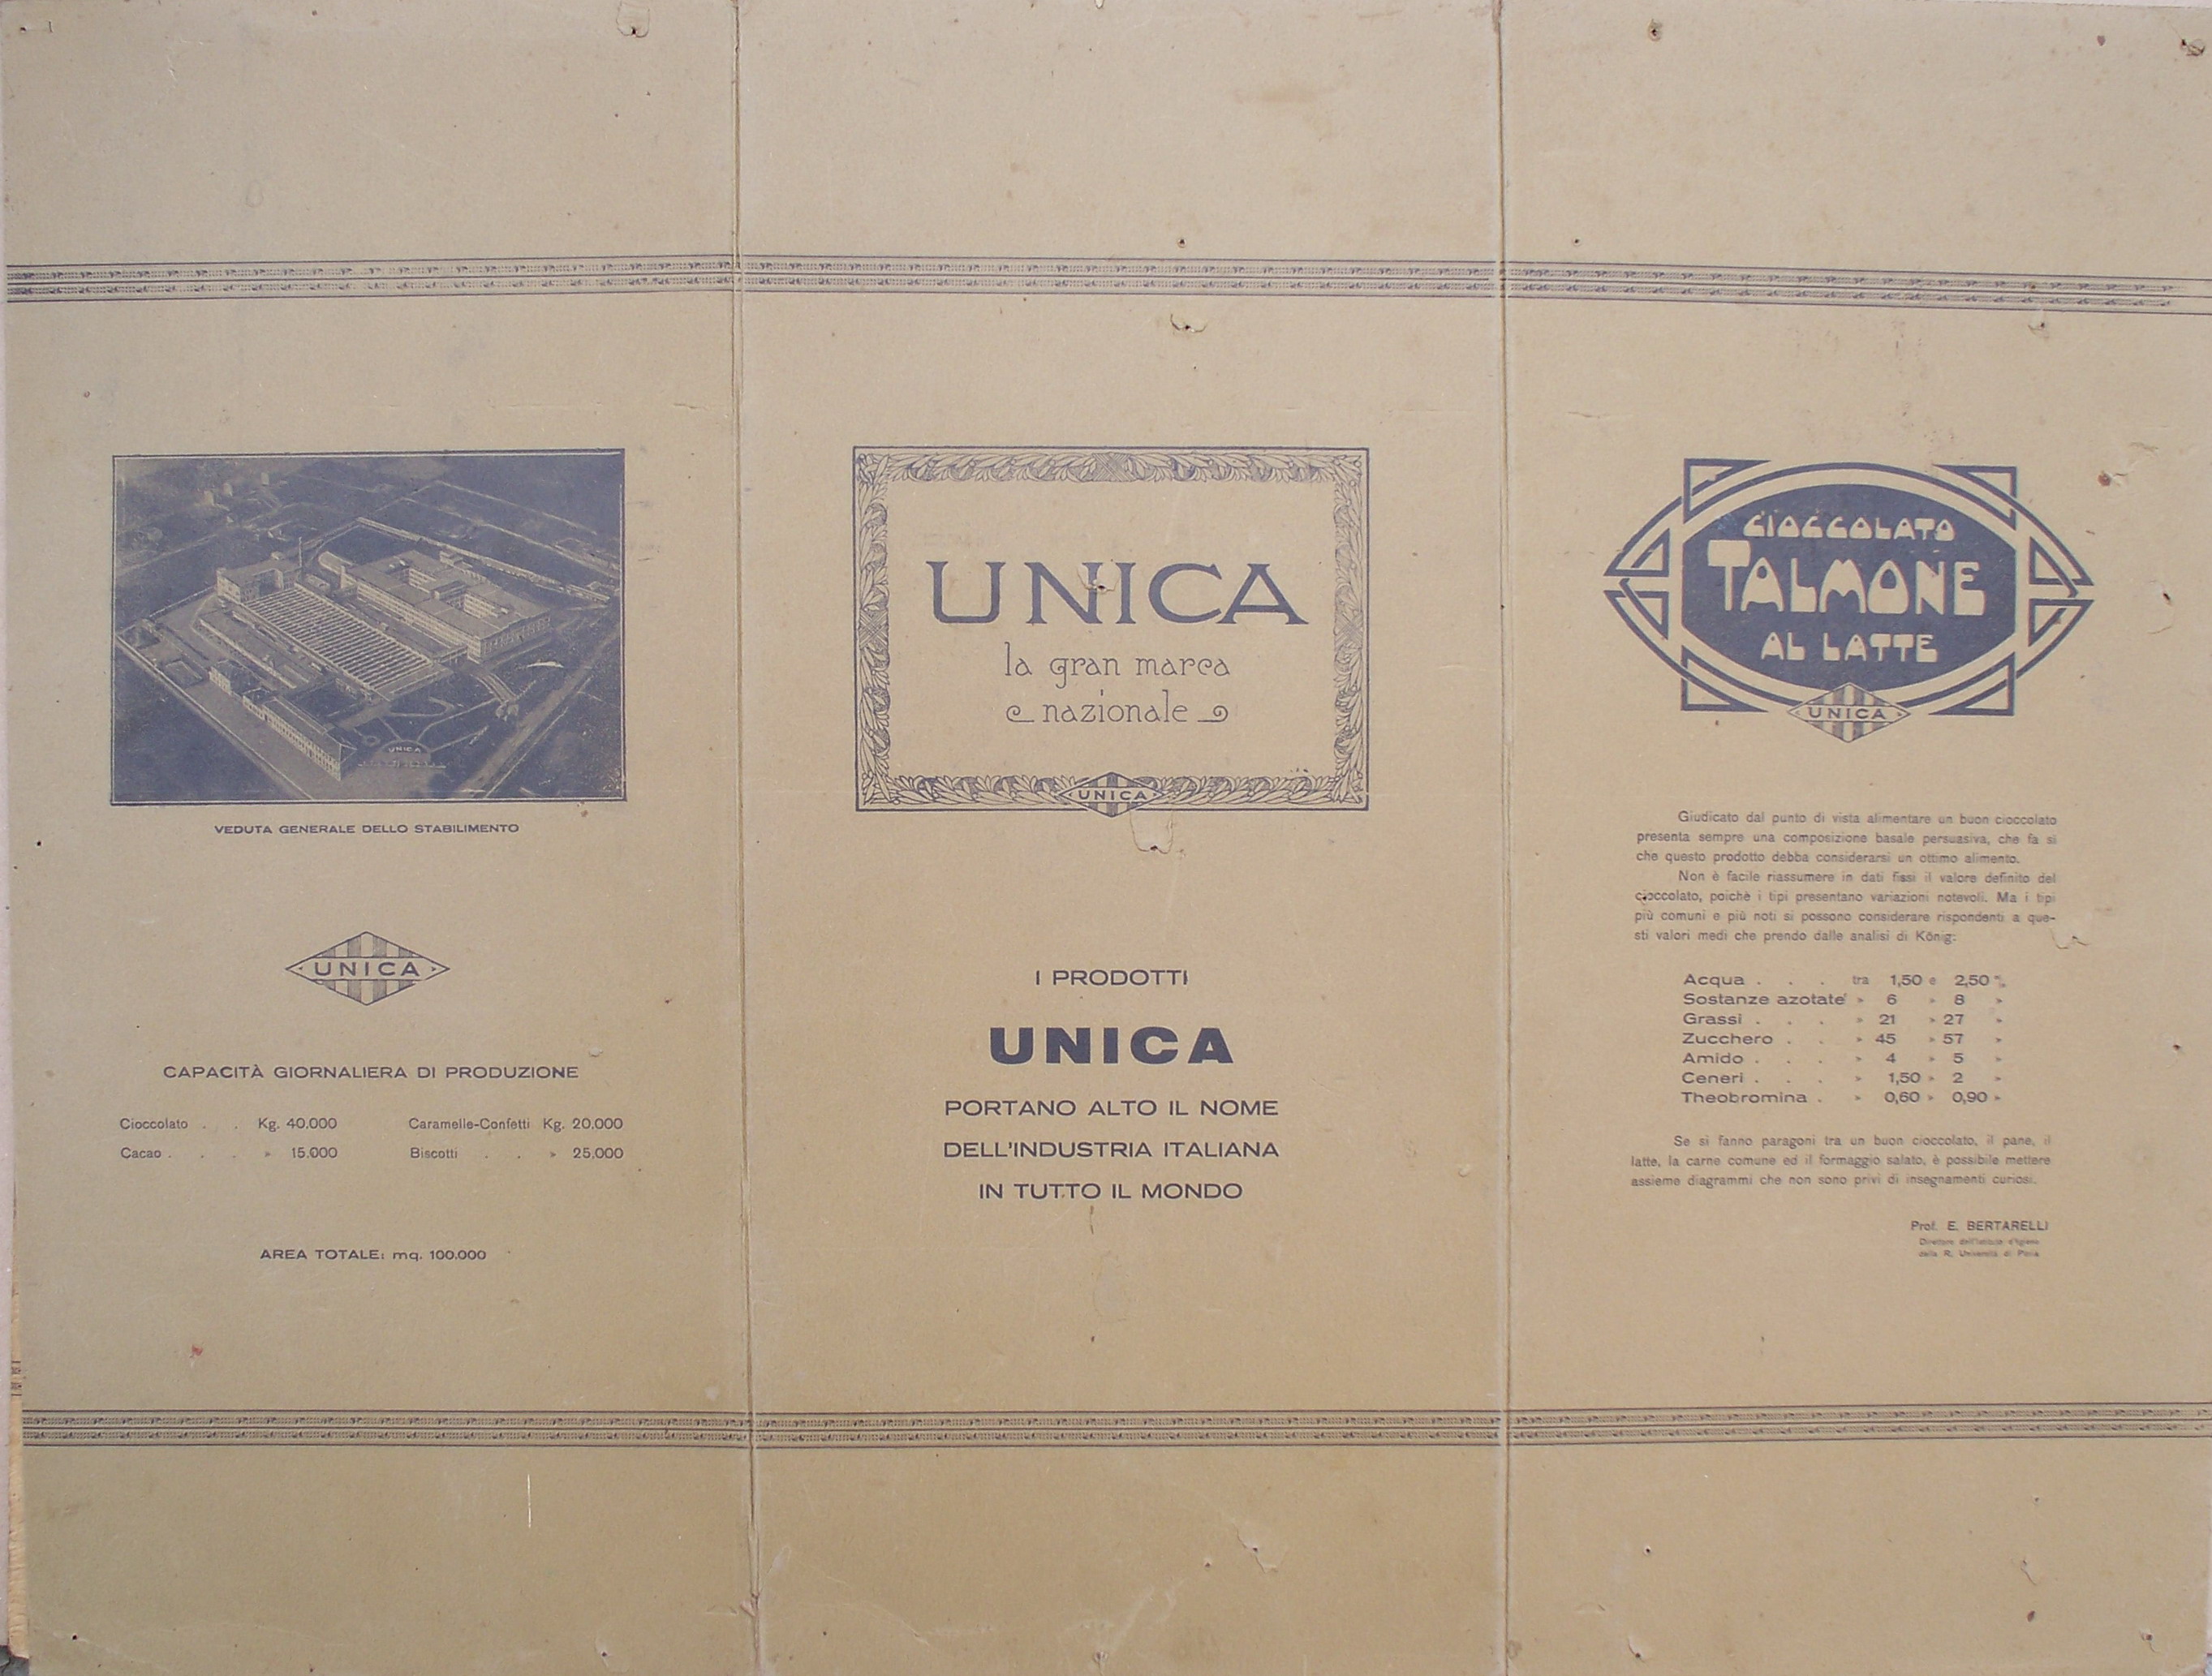 UNICA
VEDUTA GENERALE DELLO STABILIMENTO
UNICA
CAPACITÀ GIORNALIERA DI PRODUZIONE
Cioccolato . . Kg. 40.000 Caramelle-Confetti Kg. 20.000
Cacao . . . » 15.000 Biscotti . . » 25.000
AREA TOTALE: mq. 100.000
UNICA
la gran marca
nazionale
UNICA
I PRODOTTI
UNICA
PORTANO ALTO IL NOME
DELL'INDUSTRIA ITALIANA
IN TUTTO IL MONDO
CIOCCOLATO
TALMONE
AL LATTE
UNICA
Giudicato dal punto di vista alimentare un buon cioccolato
presenta sempre una composizione basale persuasiva, che fa si
che questo prodotto debba considerarsi un ottimo alimento.
Non è facile riassumere in dati fissi il valore definito del
cioccolato, poichè i tipi presentano variazioni notevoli. Ma i tipi
più comuni e più noti si possono considerare rispondenti a que-
sti valori medi che prendo dalle analisi di König:
Acqua . . . tra 1,50 e 2,50 %
Sostanze azotate » 6 » 8 »
Grassi . . . » 21 » 27 »
Zucchero . . » 45 » 57 »
Amido . . . » 4 » 5 »
Ceneri . . . » 1,50 » 2 »
Theobromina . » 0,60 » 0,90 »
Se si fanno paragoni tra un buon cioccolato, il pane, il
latte, la carne comune ed il formaggio salato, è possibile mettere
assieme diagrammi che non sono privi di insegnamenti curiosi.
Prof. E. BERTARELLI
Direttore dell'Istituto d'Igiene
della R. Università di Pavia